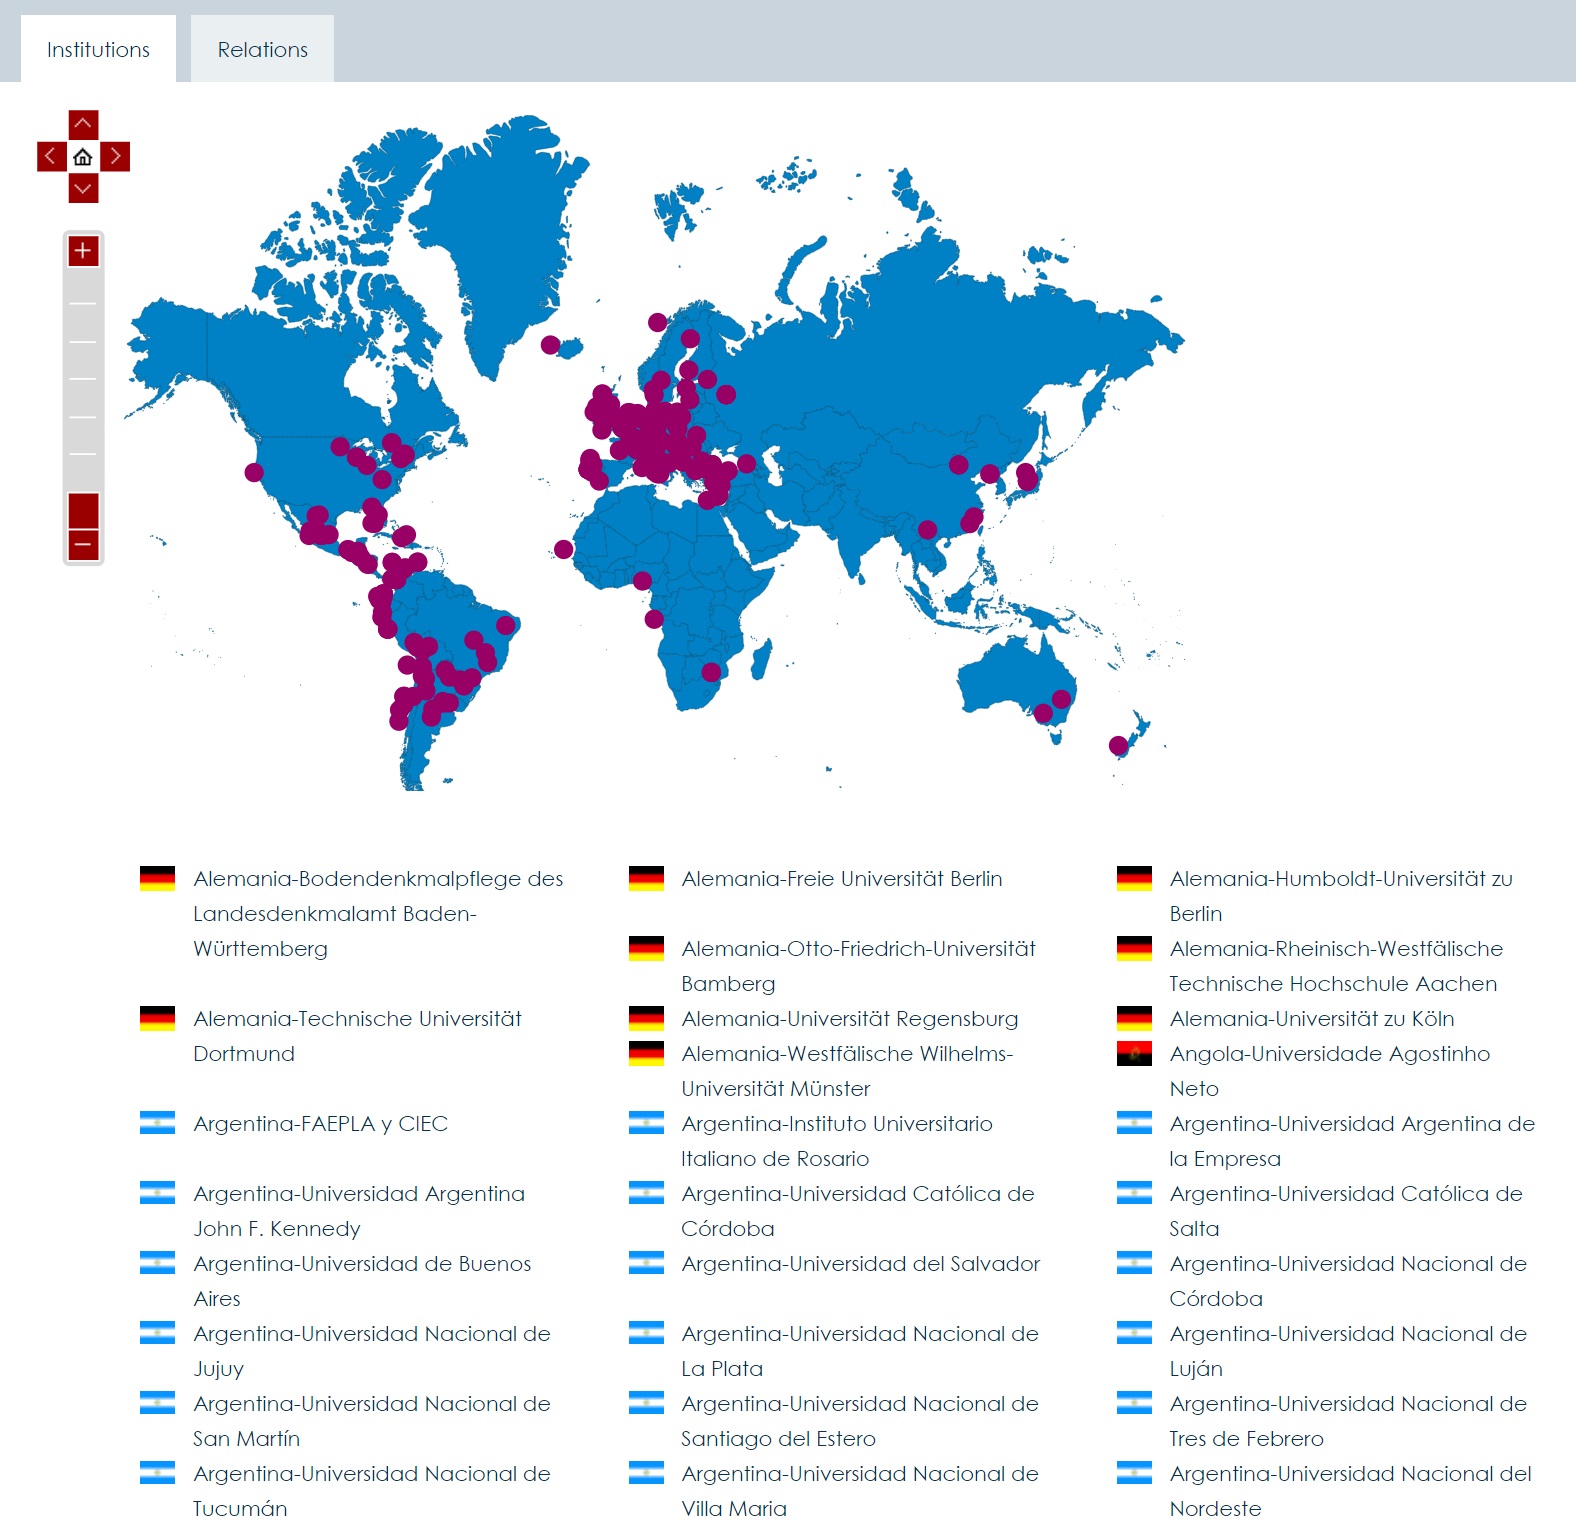 Institutions
Relations
Alemania-Bodendenkmalpflege des
Landesdenkmalamt Baden-
Württemberg
Alemania-Freie Universität Berlin
Alemania-Humboldt-Universität zu
Berlin
Alemania-Otto-Friedrich-Universität
Bamberg
Alemania-Rheinisch-Westfälische
Technische Hochschule Aachen
Alemania-Technische Universität
Dortmund
Alemania-Universität Regensburg
Alemania-Universität zu Köln
Alemania-Westfälische Wilhelms-
Universität Münster
Angola-Universidade Agostinho
Neto
Argentina-FAEPLA y CIEC
Argentina-Instituto Universitario
Italiano de Rosario
Argentina-Universidad Argentina de
la Empresa
Argentina-Universidad Argentina
John F. Kennedy
Argentina-Universidad Católica de
Córdoba
Argentina-Universidad Católica de
Salta
Argentina-Universidad de Buenos
Aires
Argentina-Universidad del Salvador
Argentina-Universidad Nacional de
Córdoba
Argentina-Universidad Nacional de
Jujuy
Argentina-Universidad Nacional de
La Plata
Argentina-Universidad Nacional de
Luján
Argentina-Universidad Nacional de
San Martín
Argentina-Universidad Nacional de
Santiago del Estero
Argentina-Universidad Nacional de
Tres de Febrero
Argentina-Universidad Nacional de
Tucumán
Argentina-Universidad Nacional de
Villa Maria
Argentina-Universidad Nacional del
Nordeste